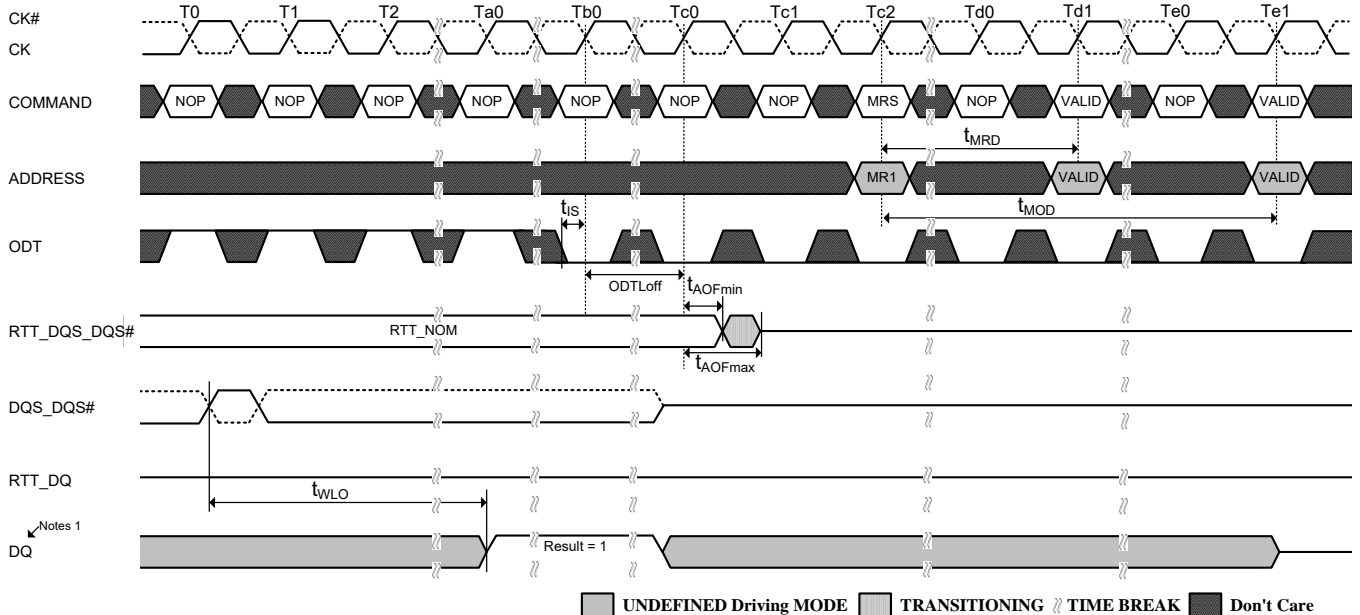 CK# T0 T1 T2 Ta0 Tb0 Tc0 Tc1 Tc2 Td0 Td1 Te0 Te1
CK
COMMAND NOP NOP NOP NOP NOP NOP NOP MRS NOP VALID NOP VALID
tMRD
ADDRESS MR1 VALID VALID
tIS tMOD
ODT
ODTLoff tAOFmin
RTT_DQS_DQS# RTT_NOM
tAOFmax
DQS_DQS#
RTT_DQ
tWLO
Notes 1
DQ Result = 1
UNDEFINED Driving MODE TRANSITIONING TIME BREAK Don't Care